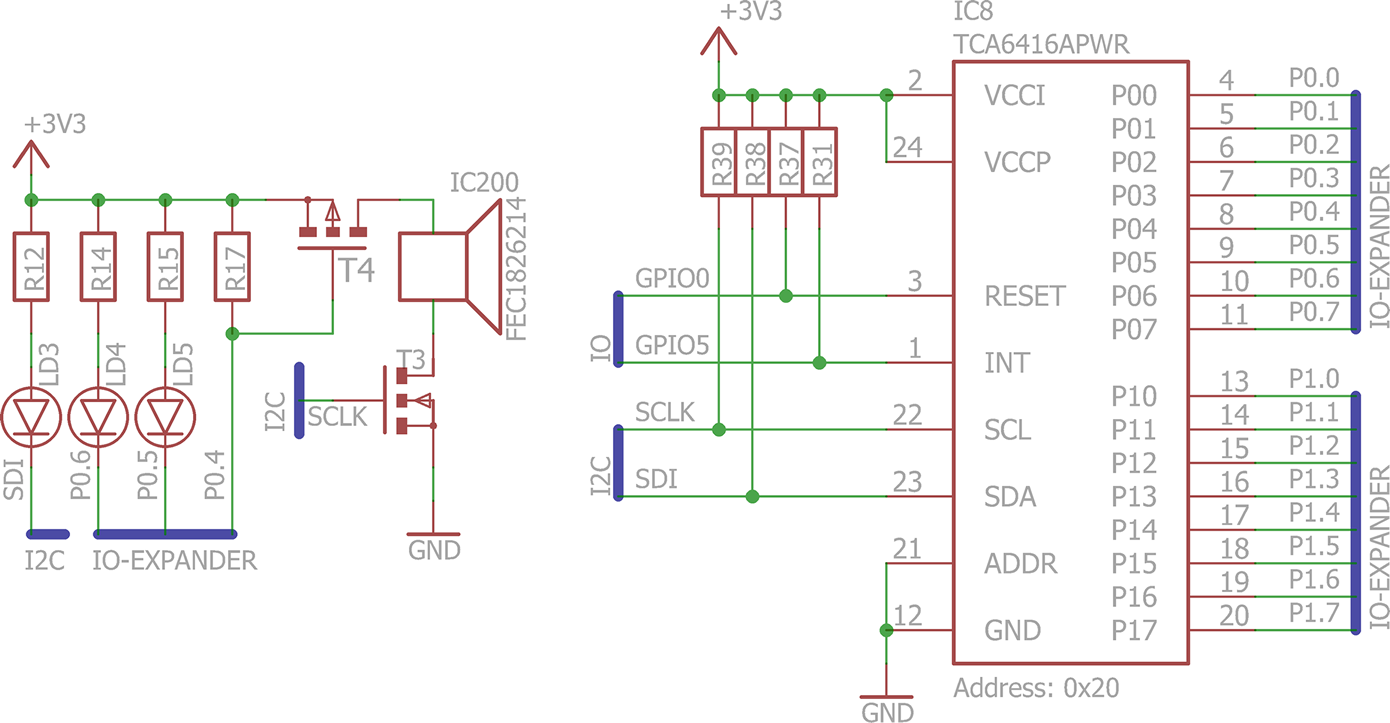 +3V3
IC200
FEC1826214
R12
R14
R15
R17
T4
LD3
LD4
LD5
T3
I2C
SCLK
SDI
P0.6
P0.5
P0.4
I2C
IO-EXPANDER
GND
+3V3
IC8
TCA6416APWR
R39
R38
R37
R31
2 VCCI
24 VCCP
IO
GPIO0 3 RESET
GPIO5 1 INT
I2C
SCLK 22 SCL
SDI 23 SDA
21 ADDR
12 GND
GND
P00 4 P0.0
P01 5 P0.1
P02 6 P0.2
P03 7 P0.3
P04 8 P0.4
P05 9 P0.5
P06 10 P0.6
P07 11 P0.7
IO-EXPANDER
P10 13 P1.0
P11 14 P1.1
P12 15 P1.2
P13 16 P1.3
P14 17 P1.4
P15 18 P1.5
P16 19 P1.6
P17 20 P1.7
IO-EXPANDER
Address: 0x20